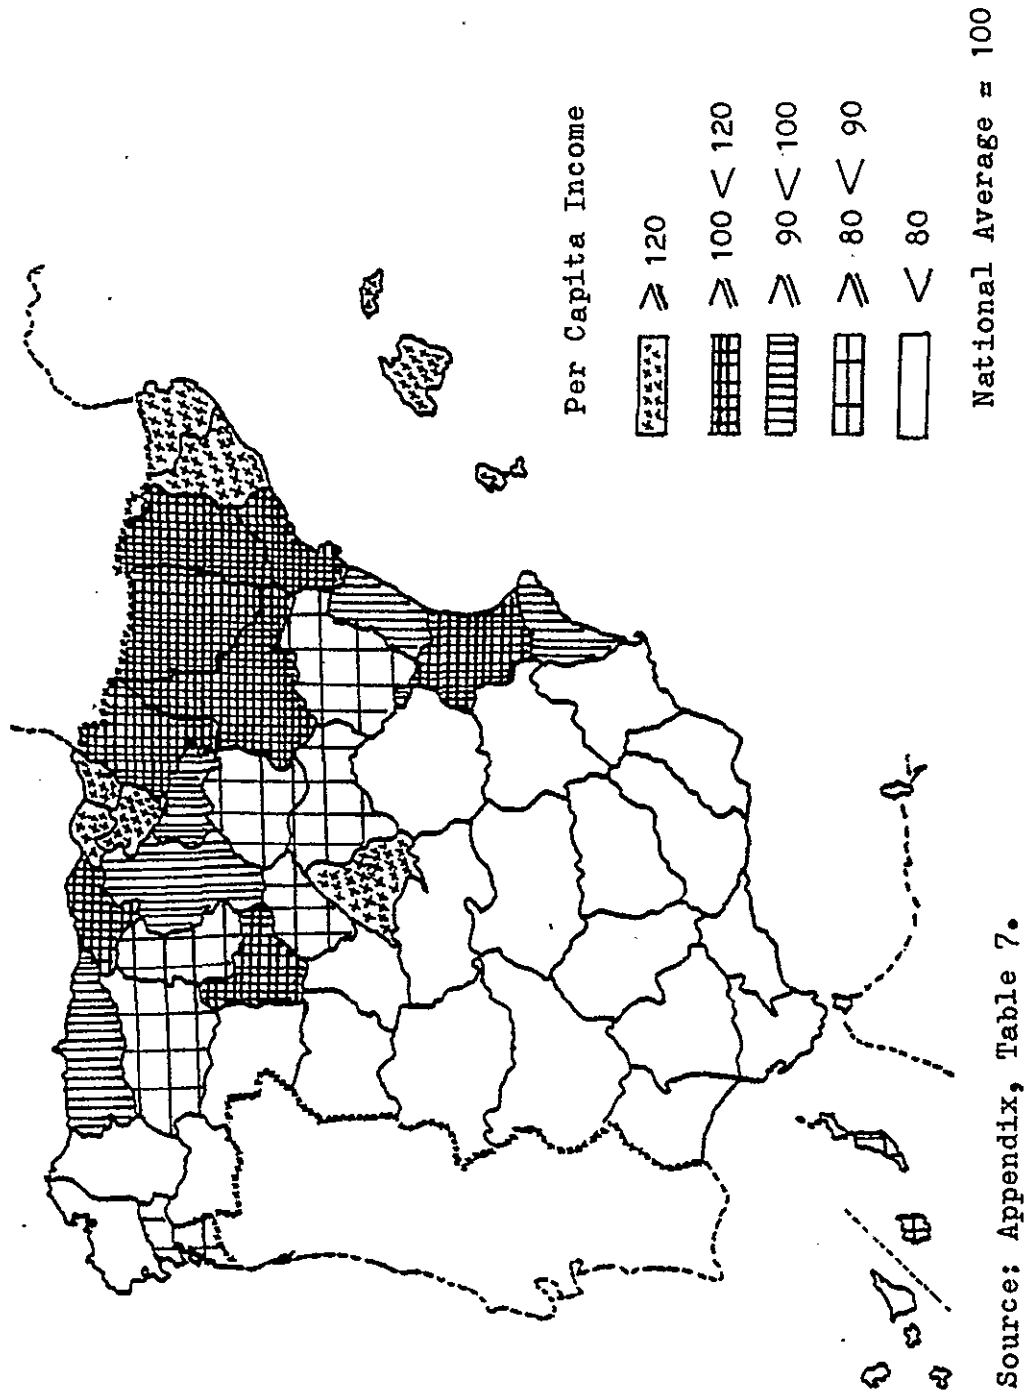 Per Capita Income
⩾ 120
⩾ 100 < 120
⩾ 90 < 100
⩾ 80 < 90
< 80
National Average = 100
Source: Appendix, Table 7.